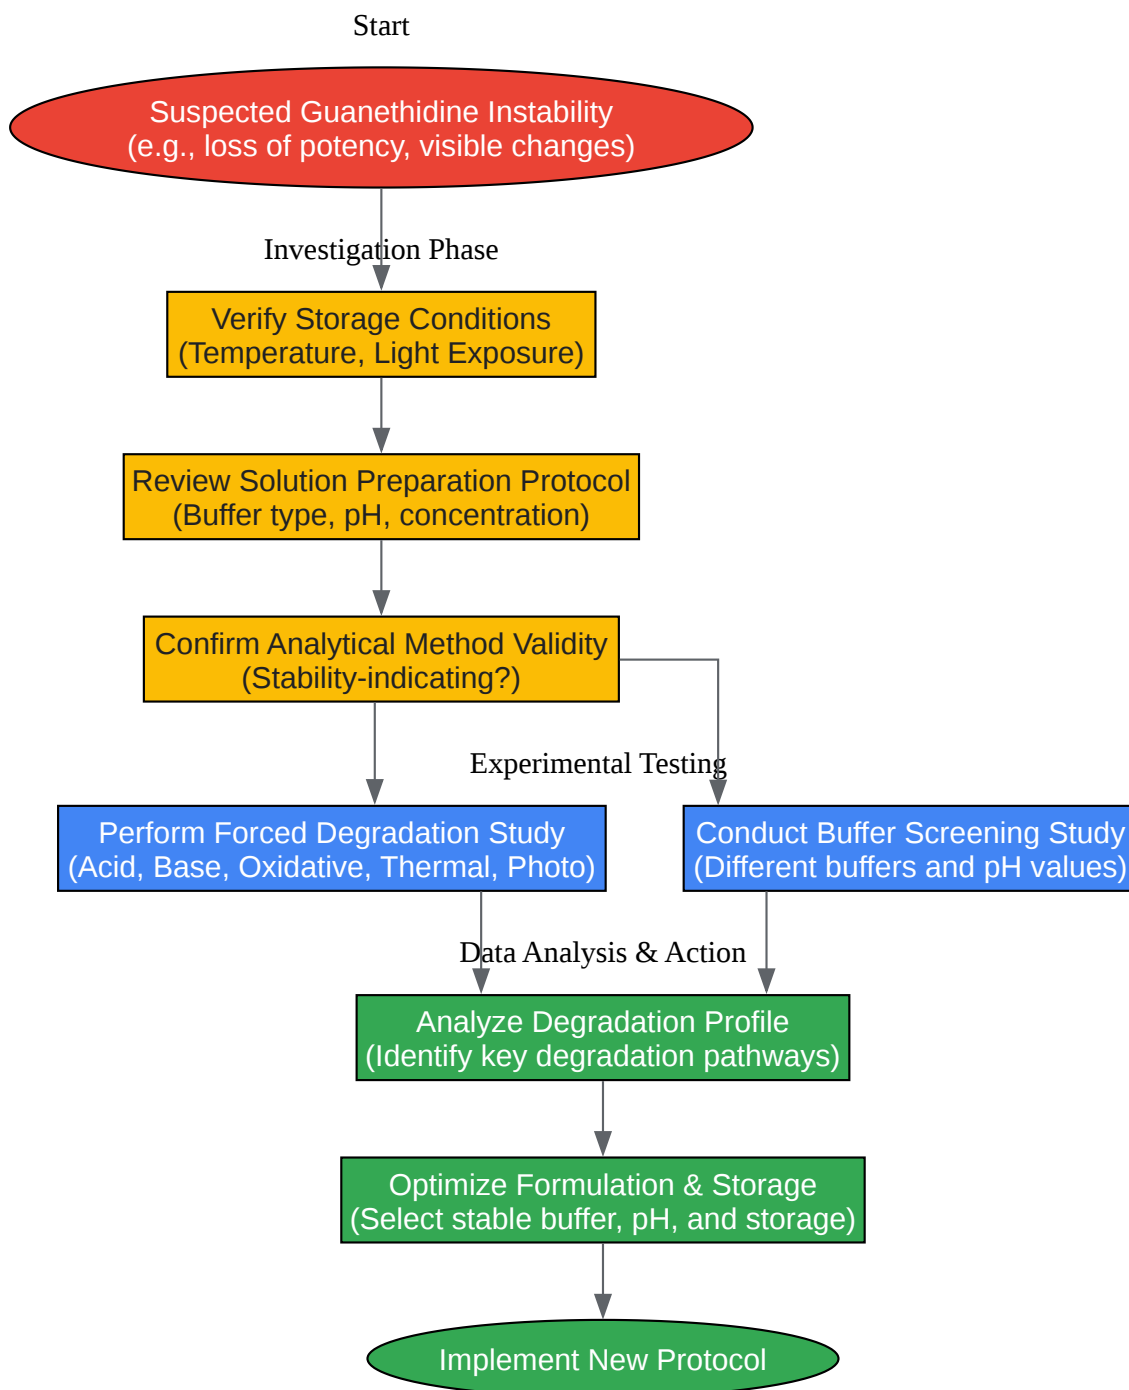 Start
Suspected Guanethidine Instability
(e.g., loss of potency, visible changes)
Investigation Phase
Verify Storage Conditions
(Temperature, Light Exposure)
Review Solution Preparation Protocol
(Buffer type, pH, concentration)
Confirm Analytical Method Validity
(Stability-indicating?)
Experimental Testing
Perform Forced Degradation Study
(Acid, Base, Oxidative, Thermal, Photo)
Conduct Buffer Screening Study
(Different buffers and pH values)
Data Analysis & Action
Analyze Degradation Profile
(Identify key degradation pathways)
Optimize Formulation & Storage
(Select stable buffer, pH, and storage)
Implement New Protocol